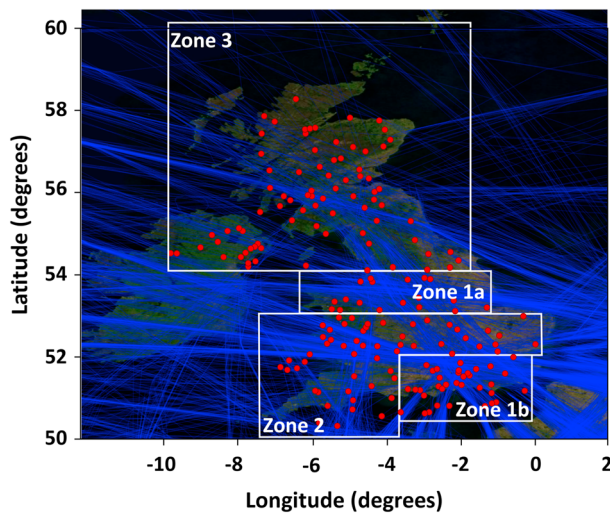 60
Zone 3
58
56
54
Zone 1a
52
Zone 2
Zone 1b
50
-10
-8
-6
-4
-2
0
2
Latitude (degrees)
Longitude (degrees)